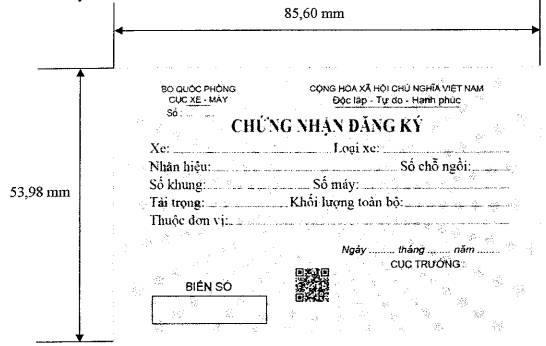 85,60 mm
BỘ QUỐC PHÒNG
CỤC XE - MÁY
Số:
CỘNG HÒA XÃ HỘI CHỦ NGHĨA VIỆT NAM
Độc lập - Tự do - Hạnh phúc
CHỨNG NHẬN ĐĂNG KÝ
Xe: Loại xe:
Nhãn hiệu: Số chỗ ngồi:
Số khung: Số máy:
Tải trọng: Khối lượng toàn bộ:
Thuộc đơn vị:
53,98 mm
Ngày ........ tháng ....... năm .......
CỤC TRƯỞNG
BIỂN SỐ